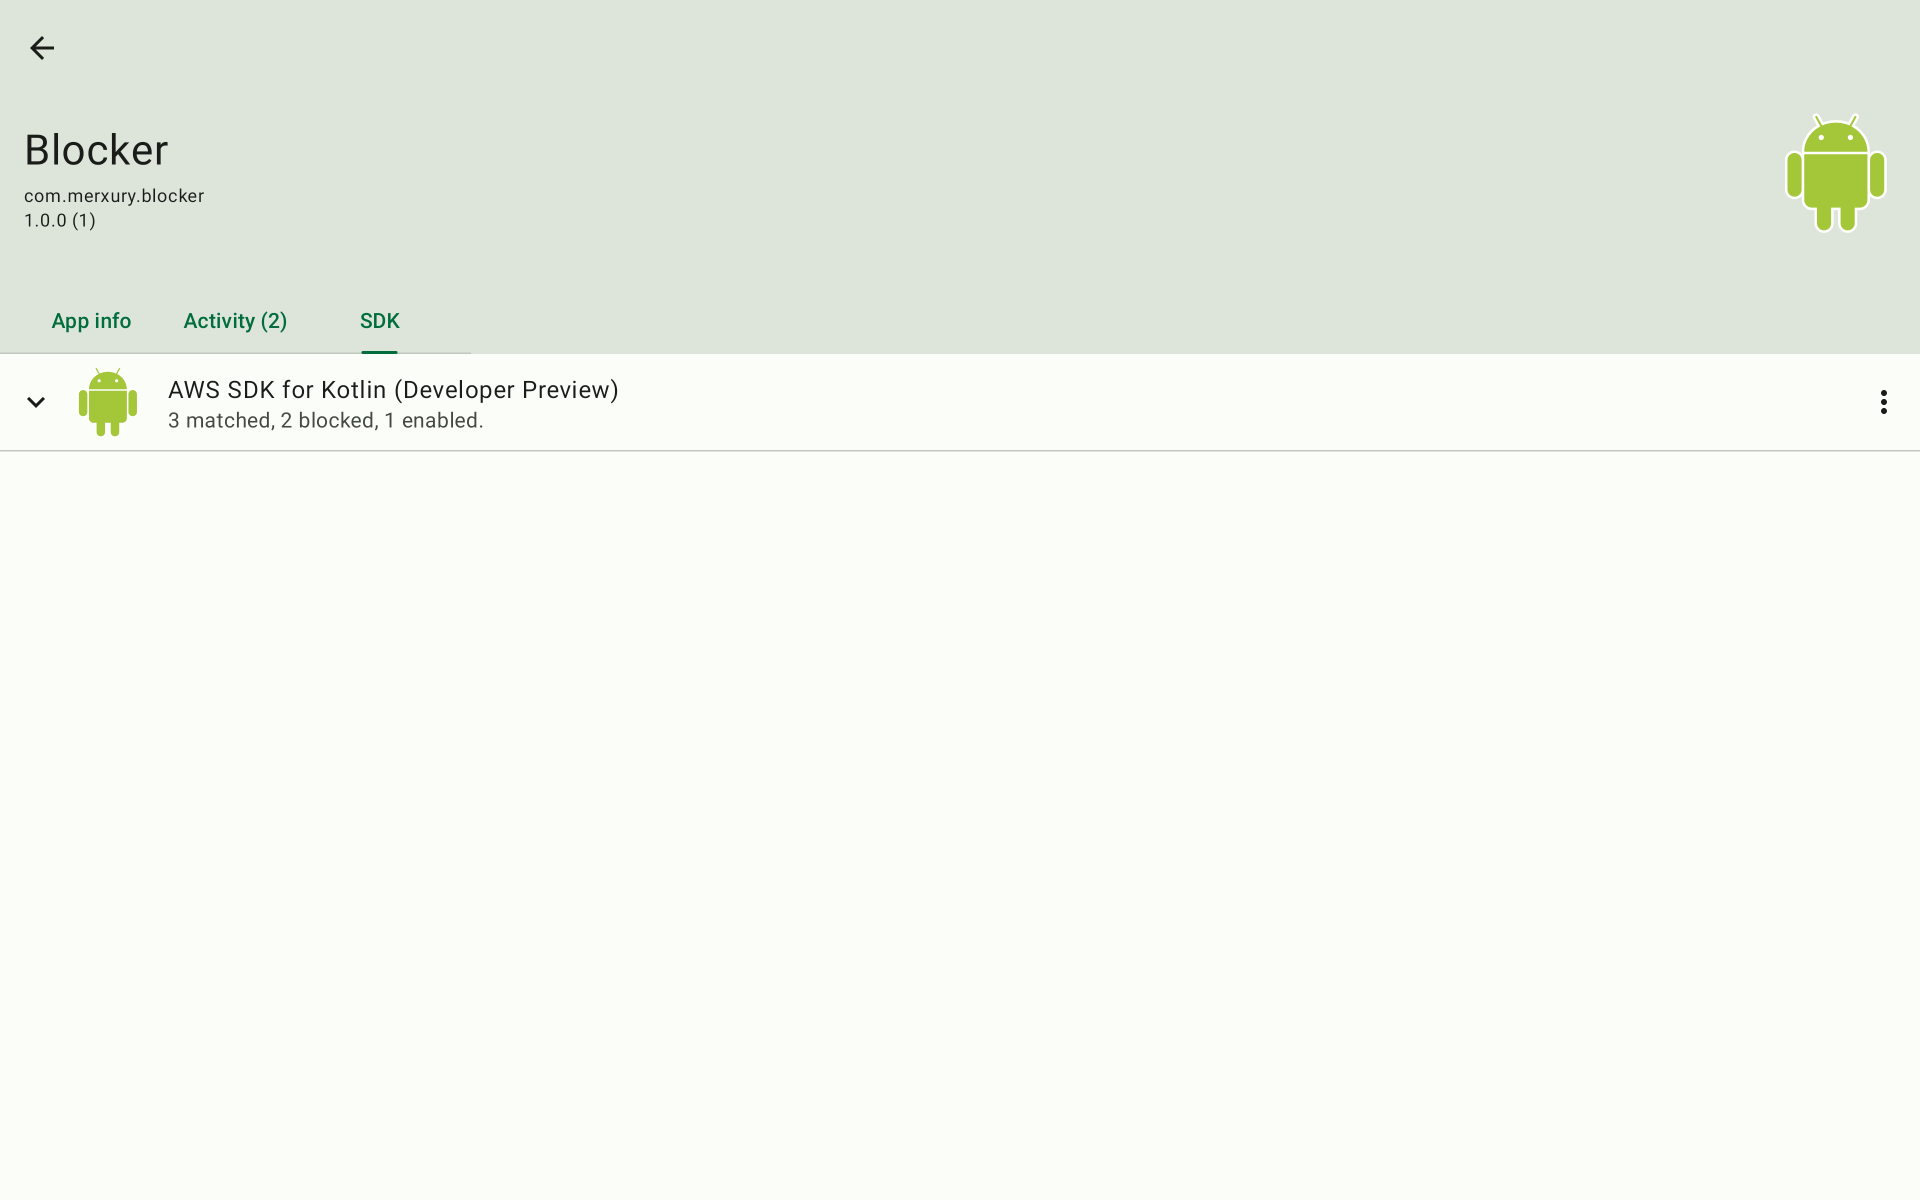 Blocker
com.merxury.blocker
1.0.0 (1)
App info
Activity (2)
SDK
AWS SDK for Kotlin (Developer Preview)
3 matched, 2 blocked, 1 enabled.